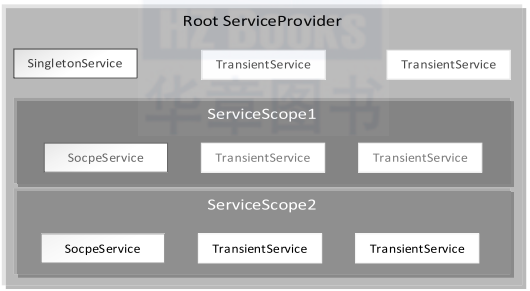 Root ServiceProvider
HZ BOOKS
SingletonService
TransientService
TransientService
华章图书
ServiceScope1
SocpeService
TransientService
TransientService
ServiceScope2
SocpeService
TransientService
TransientService